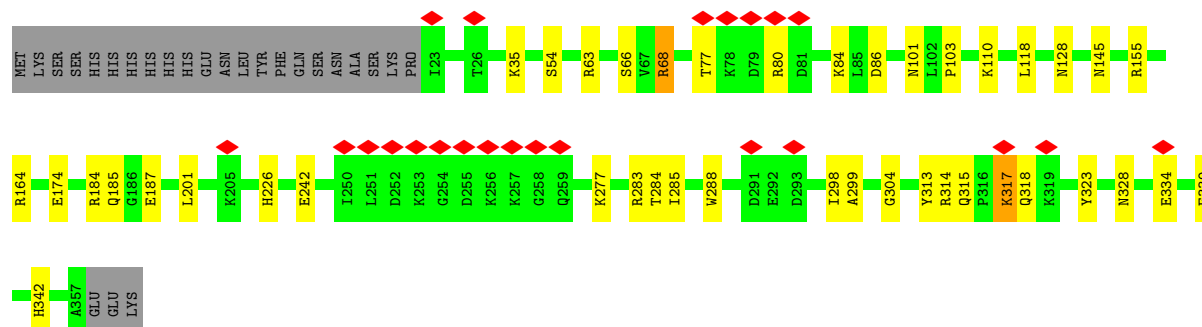 MET LYS SER SER HIS HIS HIS HIS HIS HIS GLU ASN LEU TYR PHE GLN SER ASN ALA SER LYS PRO I23 T26 K35 S54 R63 S66 V67 R68 T77 K78 D79 R80 D81 K84 L85 D86 N101 L102 P103 K110 L118 N128 N145 R155
R164 E174 R184 Q185 G186 E187 L201 K205 H226 E242 I250 L251 D252 K253 G254 D255 K256 K257 G258 Q259 K277 R283 T284 I285 W288 D291 E292 D293 I298 A299 G304 Y313 R314 Q315 P316 K317 Q318 K319 Y323 N328 E334
H342 A357 GLU GLU LYS